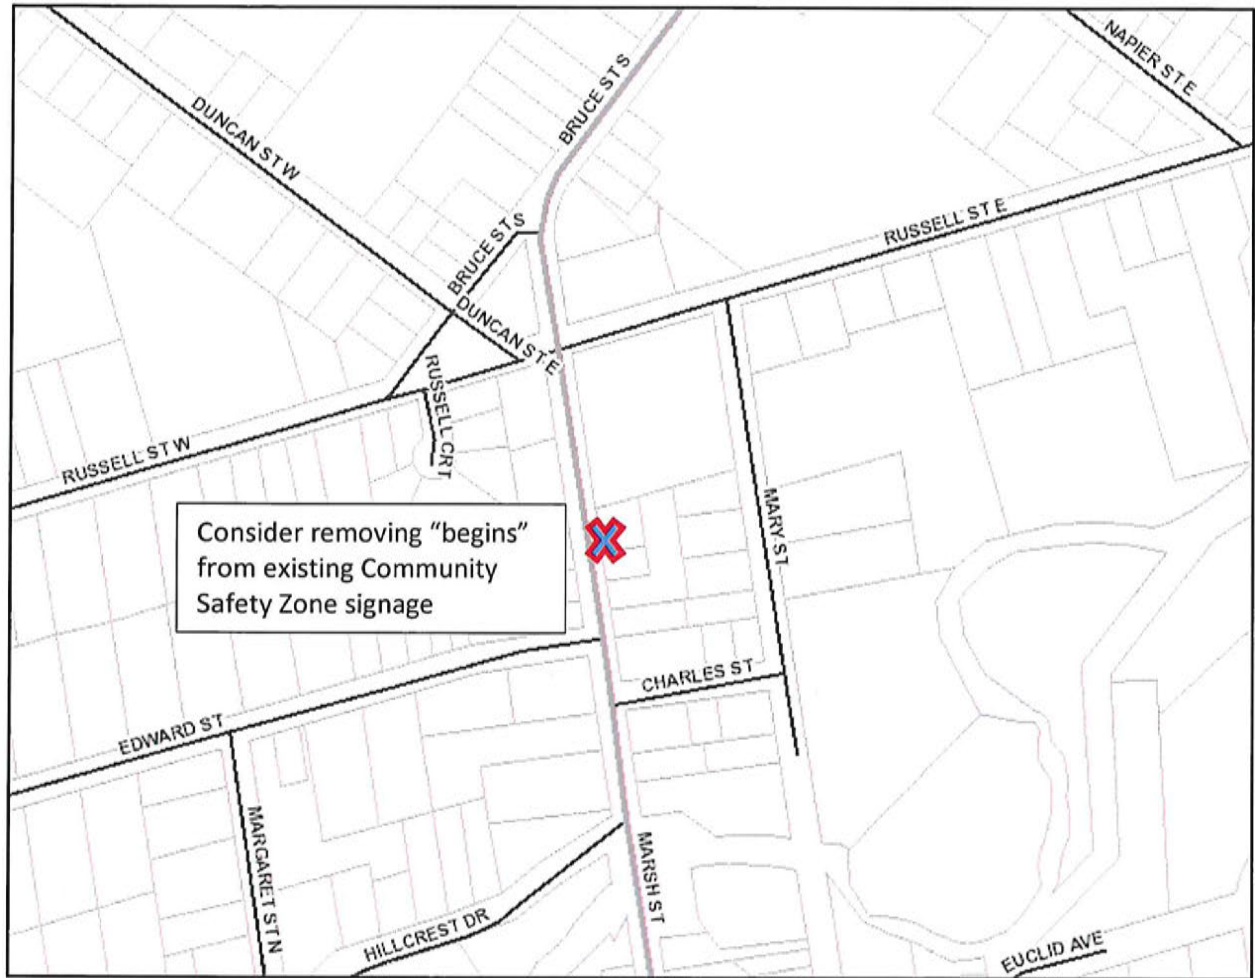 NAPIER ST E
BRUCE ST S
DUNCAN ST W
RUSSELL ST E
BRUCE ST S
DUNCAN ST E
RUSSELL CRT
RUSSELL ST W
Consider removing “begins”
from existing Community
Safety Zone signage
MARY ST
CHARLES ST
EDWARD ST
MARGARET ST N
MARSH ST
HILLCREST DR
EUCLID AVE